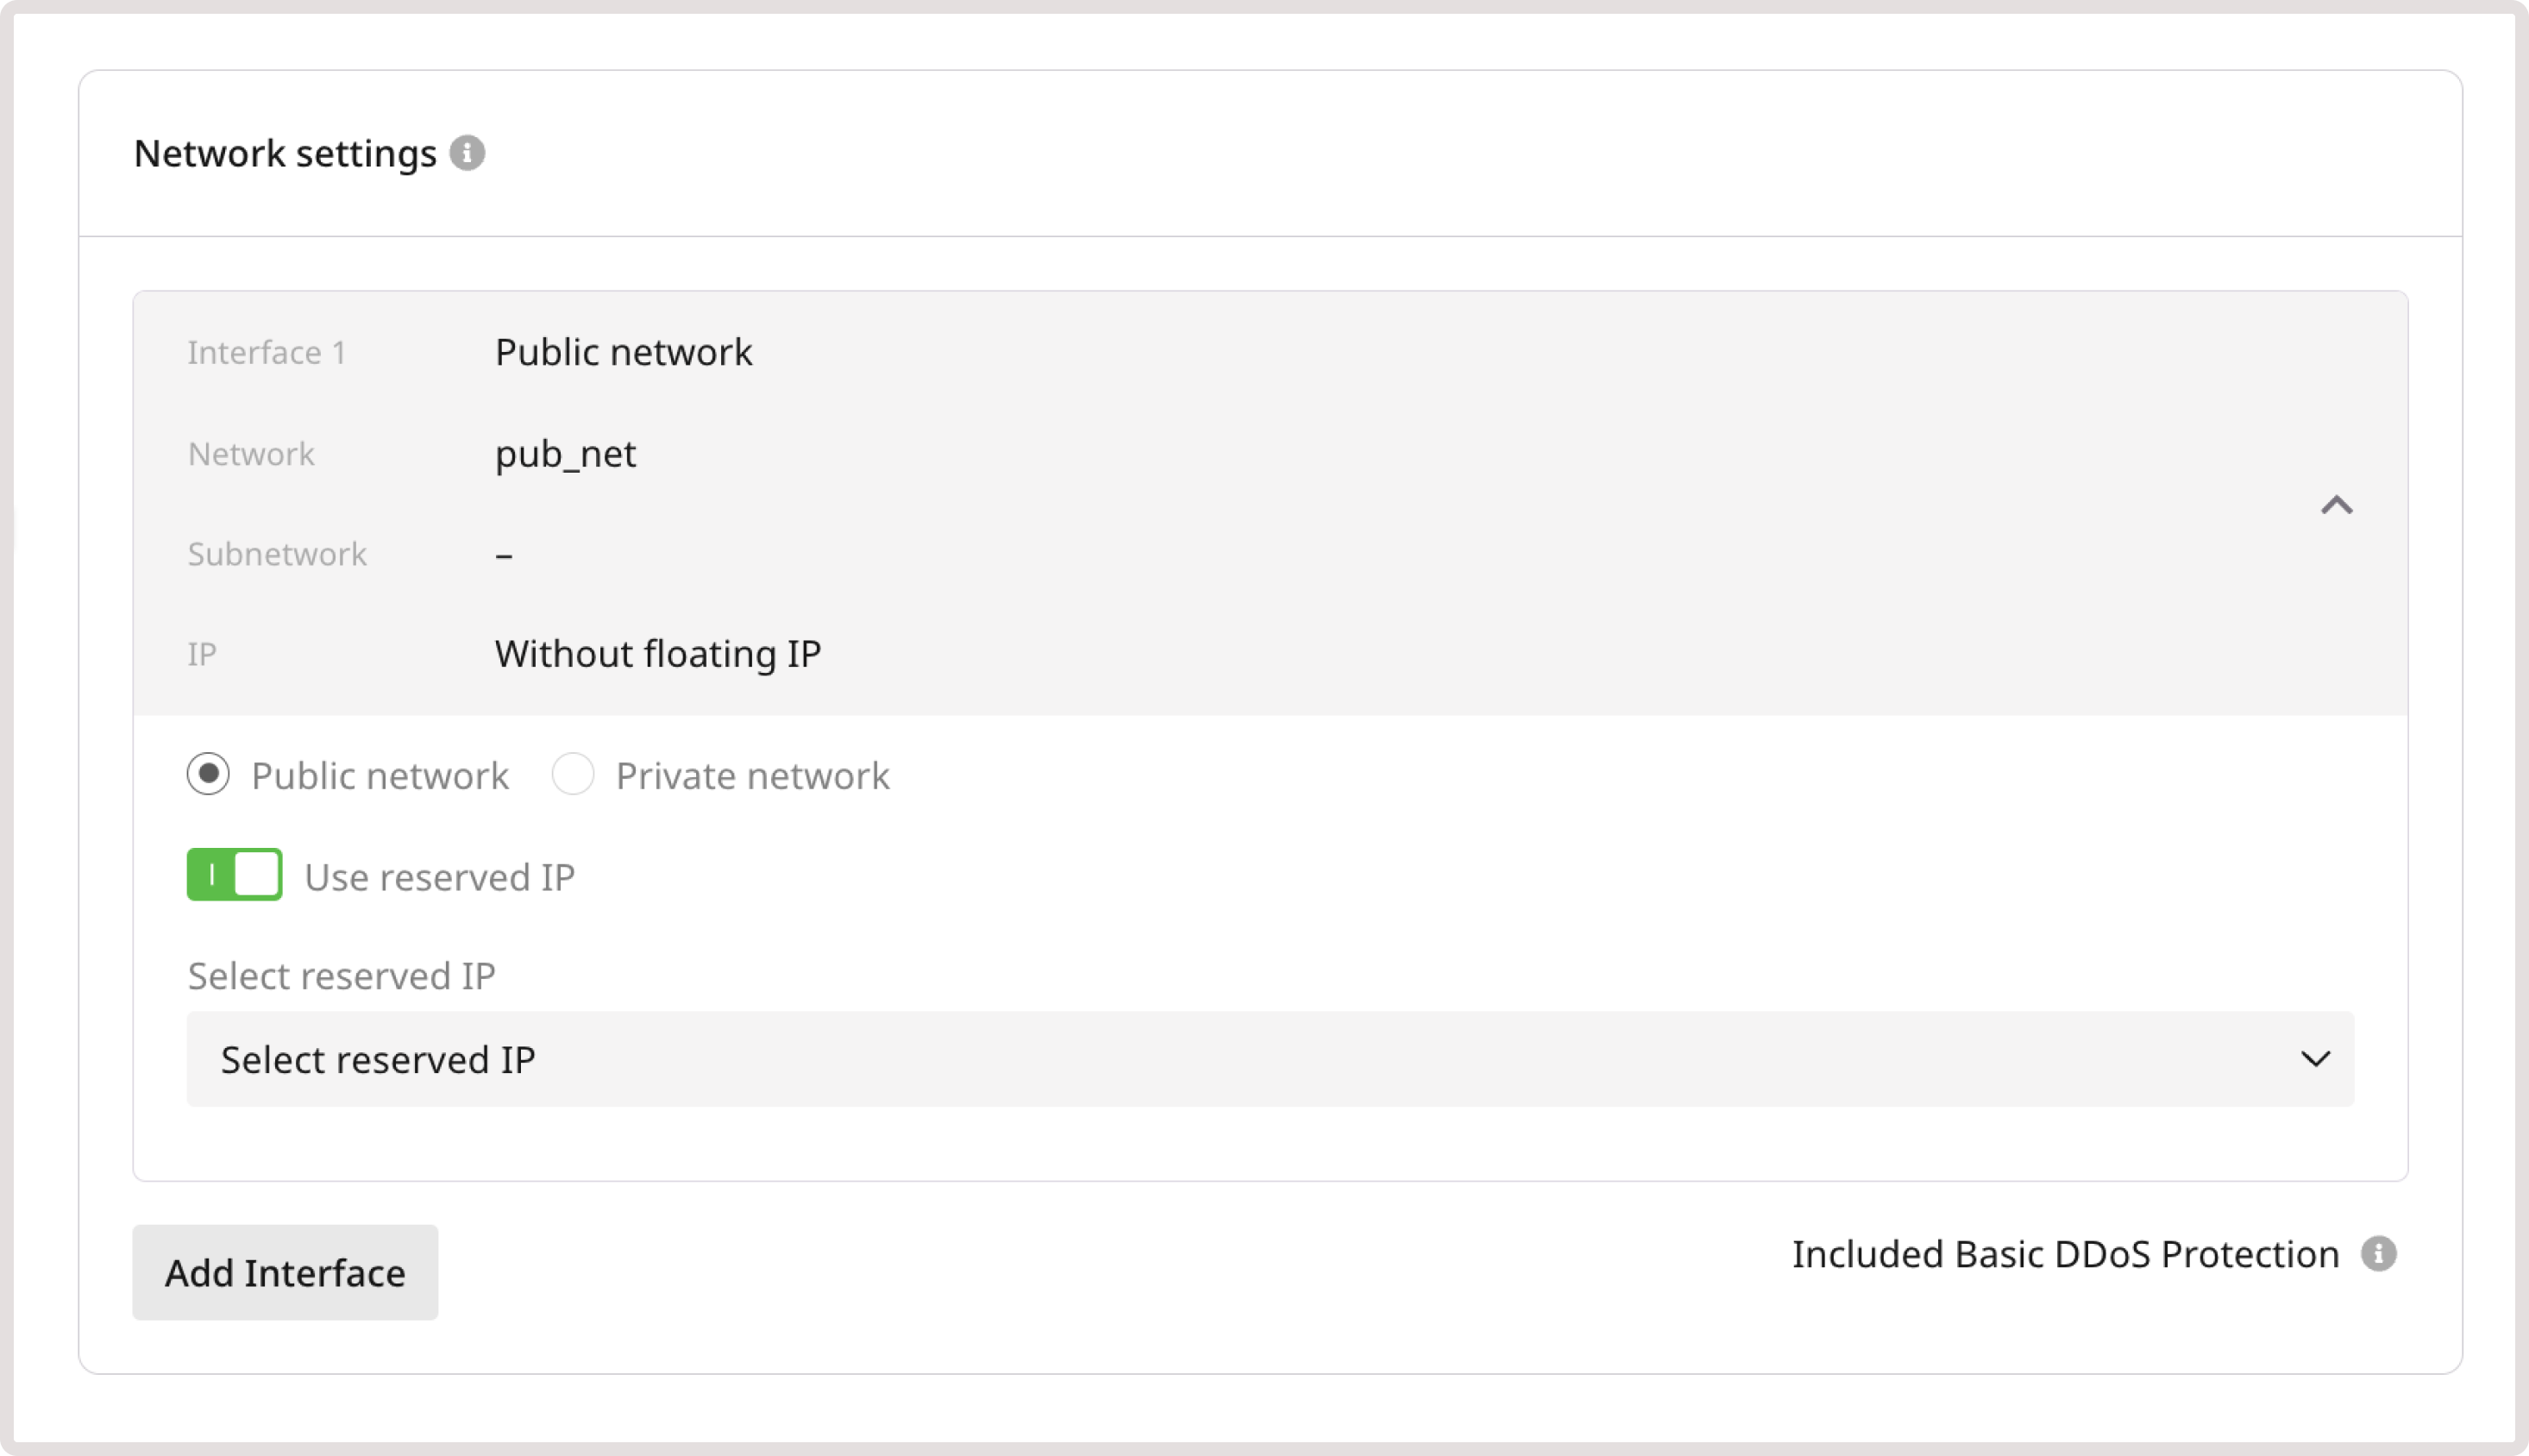 Network settings
Interface 1 Public network
Network pub_net
Subnetwork –
IP Without floating IP
Public network Private network
Use reserved IP
Select reserved IP
Select reserved IP
Add Interface Included Basic DDoS Protection